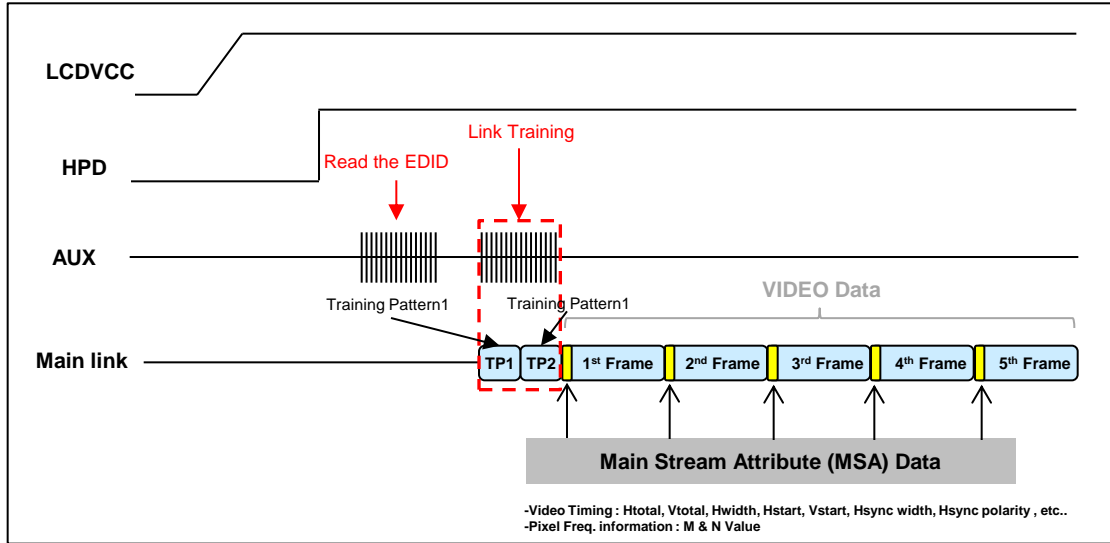 LCDVCC
Link Training
Read the EDID
HPD
AUX
Training Pattern1
Training Pattern1
VIDEO Data
Main link
TP1
TP2
1st Frame
2nd Frame
3rd Frame
4th Frame
5th Frame
Main Stream Attribute (MSA) Data
-Video Timing : Htotal, Vtotal, Hwidth, Hstart, Vstart, Hsync width, Hsync polarity , etc..
-Pixel Freq. information : M & N Value